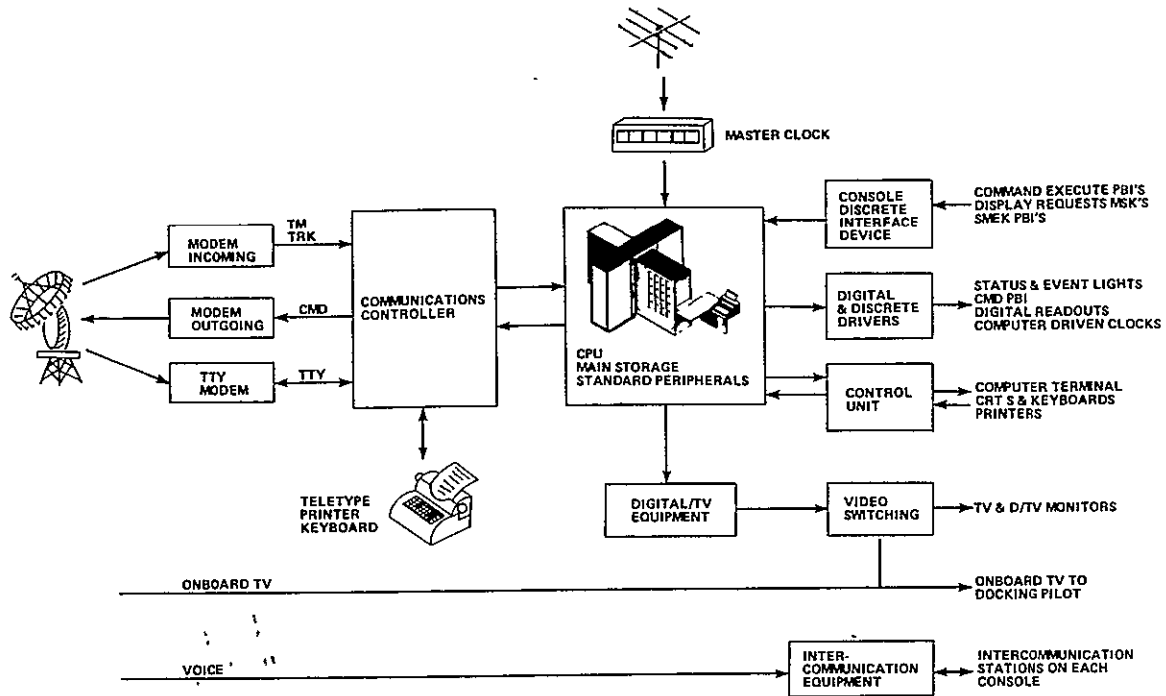 MASTER CLOCK
CONSOLE
DISCRETE
INTERFACE
DEVICE
COMMAND EXECUTE PBI'S
DISPLAY REQUESTS MSK'S
SMEK PBI'S
MODEM
INCOMING
TM
TRK
COMMUNICATIONS
CONTROLLER
MODEM
OUTGOING
CMD
TTY
MODEM
TTY
CPU
MAIN STORAGE
STANDARD PERIPHERALS
DIGITAL
& DISCRETE
DRIVERS
STATUS & EVENT LIGHTS
CMD PBI
DIGITAL READOUTS
COMPUTER DRIVEN CLOCKS
CONTROL
UNIT
COMPUTER TERMINAL
CRT S & KEYBOARDS
PRINTERS
TELETYPE
PRINTER
KEYBOARD
DIGITAL/TV
EQUIPMENT
VIDEO
SWITCHING
TV & D/TV MONITORS
ONBOARD TV
ONBOARD TV TO
DOCKING PILOT
VOICE
INTER-
COMMUNICATION
EQUIPMENT
INTERCOMMUNICATION
STATIONS ON EACH
CONSOLE